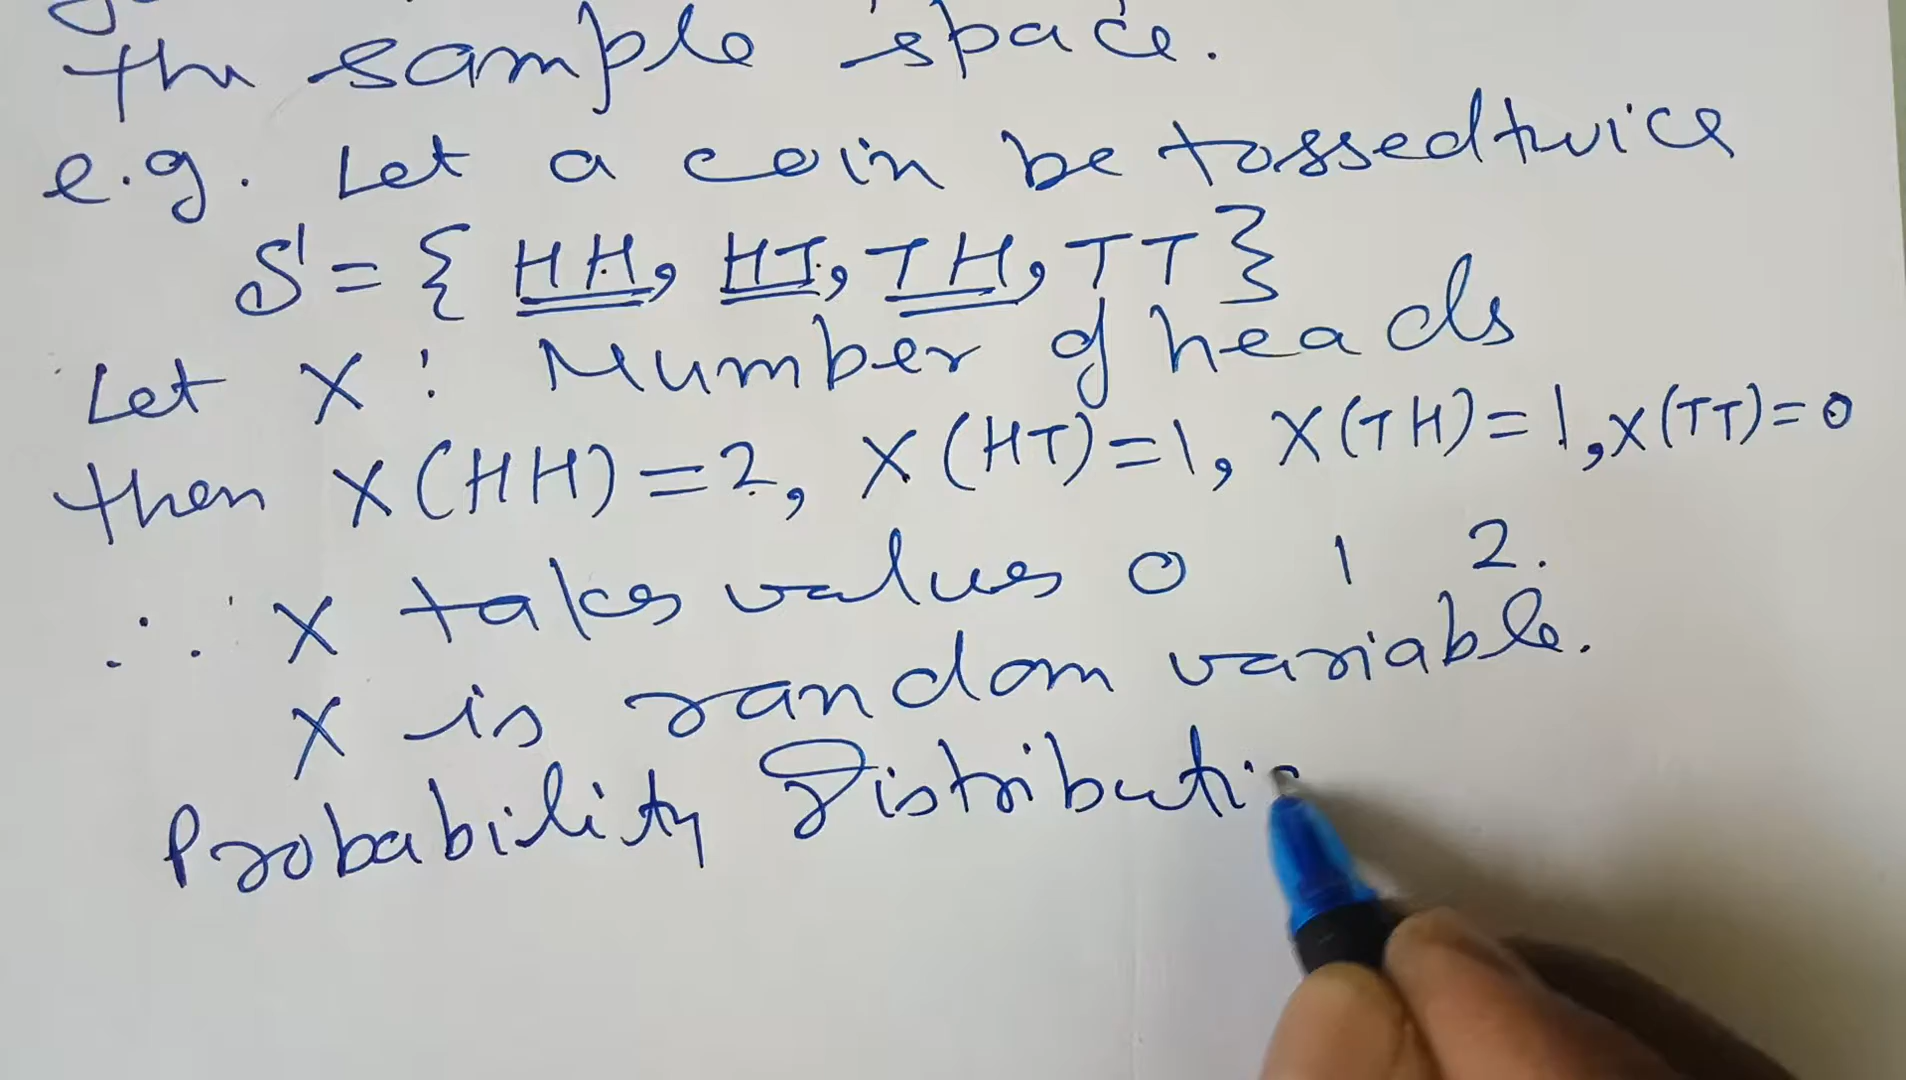 the sample space.
e.g. Let a coin be tossed twice
S = { HH, HT, TH, TT }
Let X : Number of heads
then X(HH) = 2, X(HT) = 1, X(TH) = 1, X(TT) = 0
∴ X takes values 0 1 2.
X is random variable.
Probability Distributi